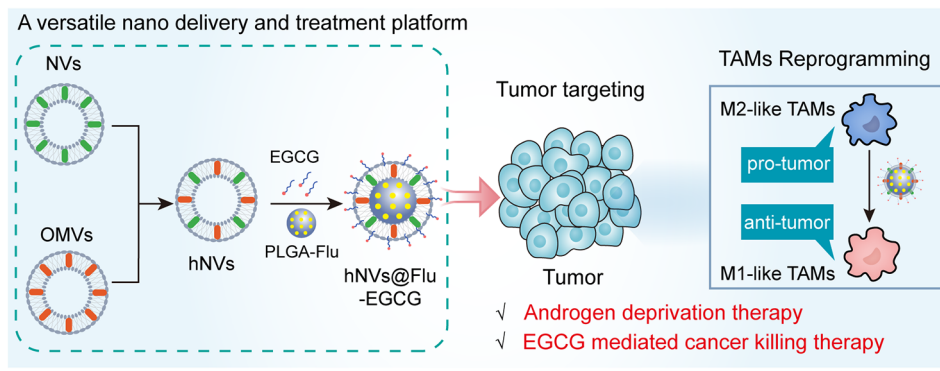 A versatile nano delivery and treatment platform
NVs
OMVs
hNVs
EGCG
PLGA-Flu
hNVs@Flu
-EGCG
Tumor targeting
Tumor
√ Androgen deprivation therapy
√ EGCG mediated cancer killing therapy
TAMs Reprogramming
M2-like TAMs
pro-tumor
anti-tumor
M1-like TAMs